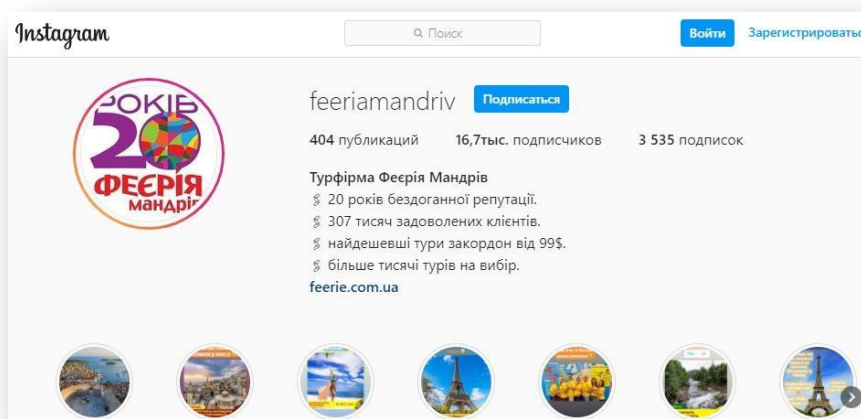 Instagram
Поиск
Войти
Зарегистрироватьс
РОКІВ
20
ФЕЄРІЯ
мандрів
feeriamandriv
Подписаться
404 публикаций 16,7тыс. подписчиков 3 535 подписок
Турфірма Феєрія Мандрів
20 років бездоганної репутації.
307 тисяч задоволених клієнтів.
найдешевші тури закордон від 99$.
більше тисячі турів на вибір.
feerie.com.ua